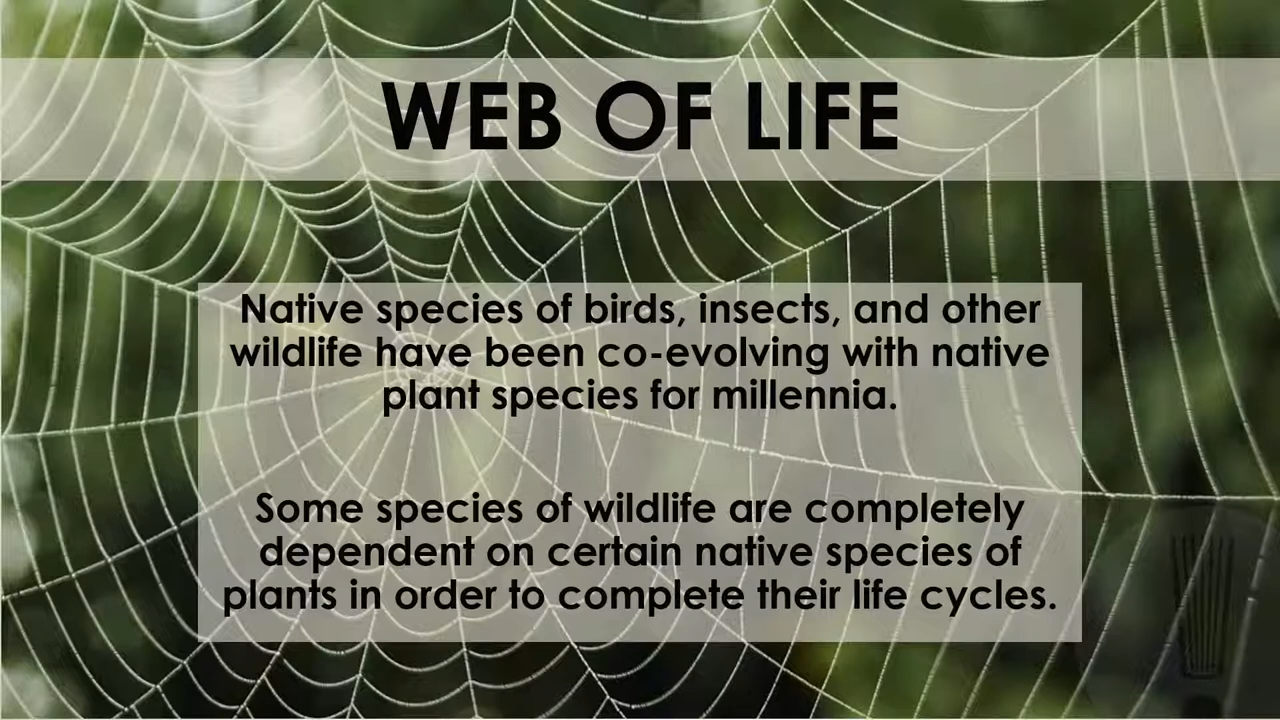 WEB OF LIFE
Native species of birds, insects, and other
wildlife have been co-evolving with native
plant species for millennia.
Some species of wildlife are completely
dependent on certain native species of
plants in order to complete their life cycles.